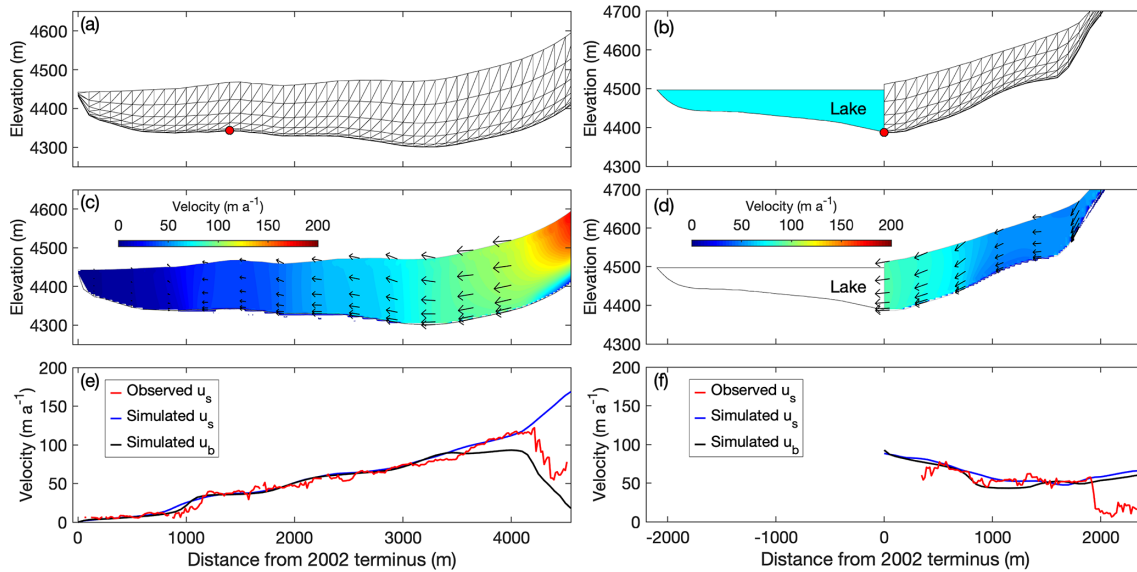 (a)
Elevation (m)
4600
4500
4400
4300
(b)
Elevation (m)
4700
4600
4500
4400
4300
Lake
(c)
Velocity (m a⁻¹)
0 50 100 150 200
Elevation (m)
4600
4500
4400
4300
(d)
Velocity (m a⁻¹)
0 50 100 150 200
Elevation (m)
4700
4600
4500
4400
4300
Lake
(e)
Observed uₛ
Simulated uₛ
Simulated u_b
Velocity (m a⁻¹)
200
150
100
50
0
0 1000 2000 3000 4000
Distance from 2002 terminus (m)
(f)
Observed uₛ
Simulated uₛ
Simulated u_b
Velocity (m a⁻¹)
200
150
100
50
0
-2000 -1000 0 1000 2000
Distance from 2002 terminus (m)